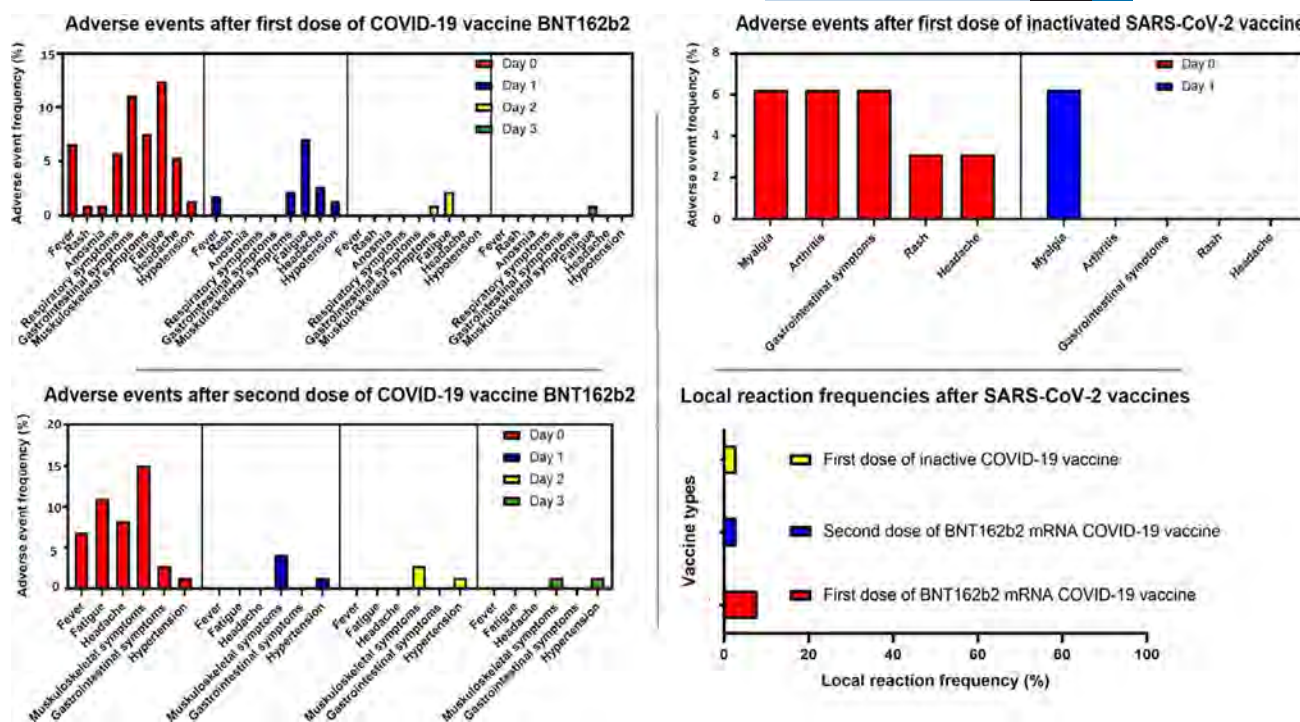 Adverse events after first dose of COVID-19 vaccine BNT162b2
Adverse event frequency (%)
15
10
5
0
Day 0
Day 1
Day 2
Day 3
Fever
Rash
Anosmia
Respiratory symptoms
Gastrointestinal symptoms
Muskuloskeletal symptoms
Fatigue
Headache
Hypotension
Fever
Rash
Anosmia
Respiratory symptoms
Gastrointestinal symptoms
Muskuloskeletal symptoms
Fatigue
Headache
Hypotension
Fever
Rash
Anosmia
Respiratory symptoms
Gastrointestinal symptoms
Muskuloskeletal symptoms
Fatigue
Headache
Hypotension
Fever
Rash
Anosmia
Respiratory symptoms
Gastrointestinal symptoms
Muskuloskeletal symptoms
Fatigue
Headache
Hypotension
Adverse events after first dose of inactivated SARS-CoV-2 vaccine
Adverse event frequency (%)
8
6
4
2
0
Day 0
Day 1
Myalgia
Arthritis
Gastrointestinal symptoms
Rash
Headache
Myalgia
Arthritis
Gastrointestinal symptoms
Rash
Headache
Adverse events after second dose of COVID-19 vaccine BNT162b2
Adverse event frequency (%)
20
15
10
5
0
Day 0
Day 1
Day 2
Day 3
Fever
Fatigue
Headache
Muskuloskeletal symptoms
Gastrointestinal symptoms
Hypertension
Fever
Fatigue
Headache
Muskuloskeletal symptoms
Gastrointestinal symptoms
Hypertension
Fever
Fatigue
Headache
Muskuloskeletal symptoms
Gastrointestinal symptoms
Hypertension
Fever
Fatigue
Headache
Muskuloskeletal symptoms
Gastrointestinal symptoms
Hypertension
Local reaction frequencies after SARS-CoV-2 vaccines
Vaccine types
First dose of inactive COVID-19 vaccine
Second dose of BNT162b2 mRNA COVID-19 vaccine
First dose of BNT162b2 mRNA COVID-19 vaccine
0
20
40
60
80
100
Local reaction frequency (%)